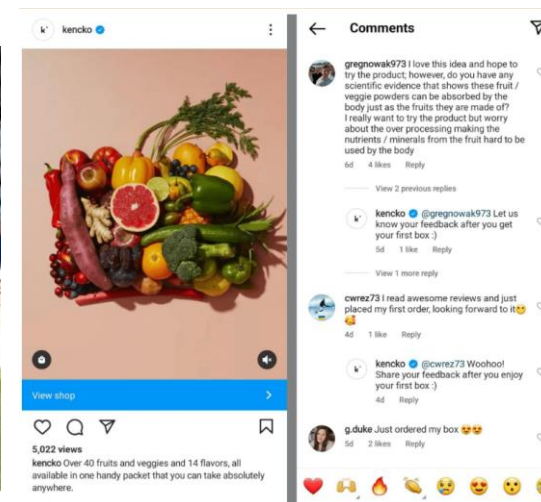 kencko
View shop
5,022 views
kencko Over 40 fruits and veggies and 14 flavors, all
available in one handy packet that you can take absolutely
anywhere.
Comments
gregnowak973 I love this idea and hope to
try the product; however, do you have any
scientific evidence that shows these fruit /
veggie powders can be absorbed by the
body just as the fruits they are made of?
I really want to try the product but worry
about the over processing making the
nutrients / minerals from the fruit hard to be
used by the body
6d 4 likes Reply
View 2 previous replies
kencko @gregnowak973 Let us
know your feedback after you get
your first box :)
5d 1 like Reply
View 1 more reply
cwrez73 I read awesome reviews and just
placed my first order, looking forward to it😁
🥰
4d 1 like Reply
kencko @cwrez73 Woohoo!
Share your feedback after you enjoy
your first box :)
4d Reply
g.duke Just ordered my box 😍😍
5d 2 likes Reply